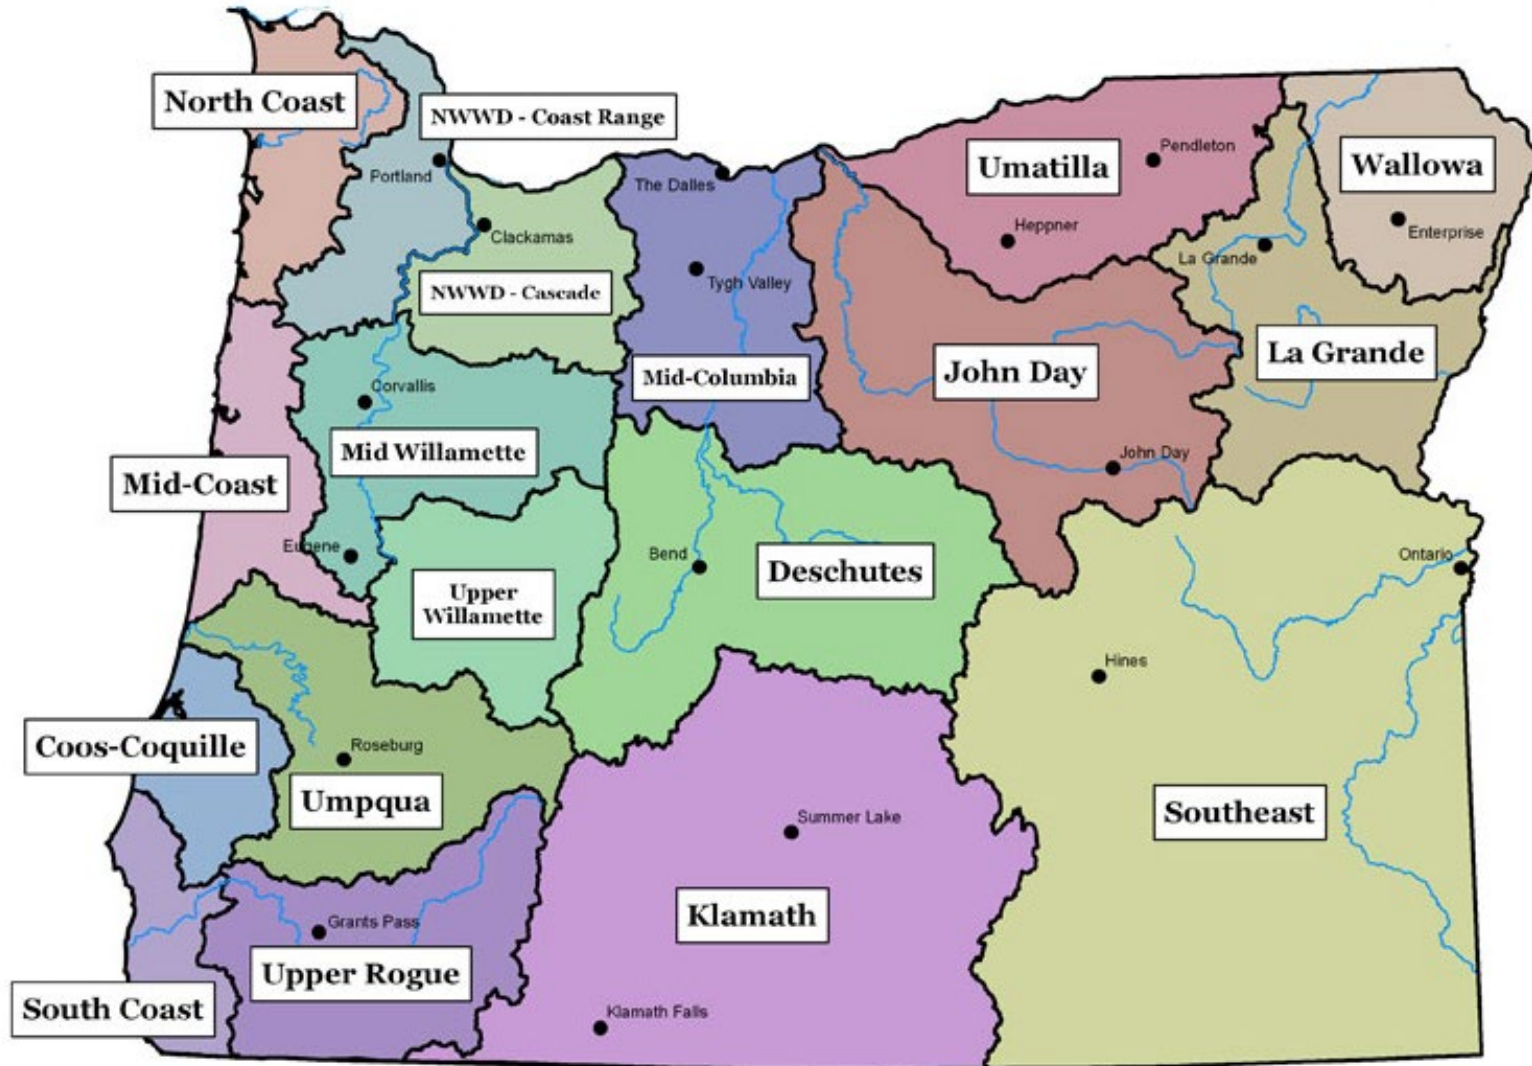 North Coast
NWWD - Coast Range
Portland
The Dalles
Umatilla
Pendleton
Wallowa
Clackamas
Heppner
La Grande
Enterprise
NWWD - Cascade
Tygh Valley
Mid-Columbia
John Day
La Grande
Corvallis
Mid Willamette
John Day
Mid-Coast
Eugene
Bend
Deschutes
Ontario
Upper
Willamette
Hines
Coos-Coquille
Roseburg
Umpqua
Summer Lake
Southeast
Grants Pass
Klamath
Upper Rogue
South Coast
Klamath Falls